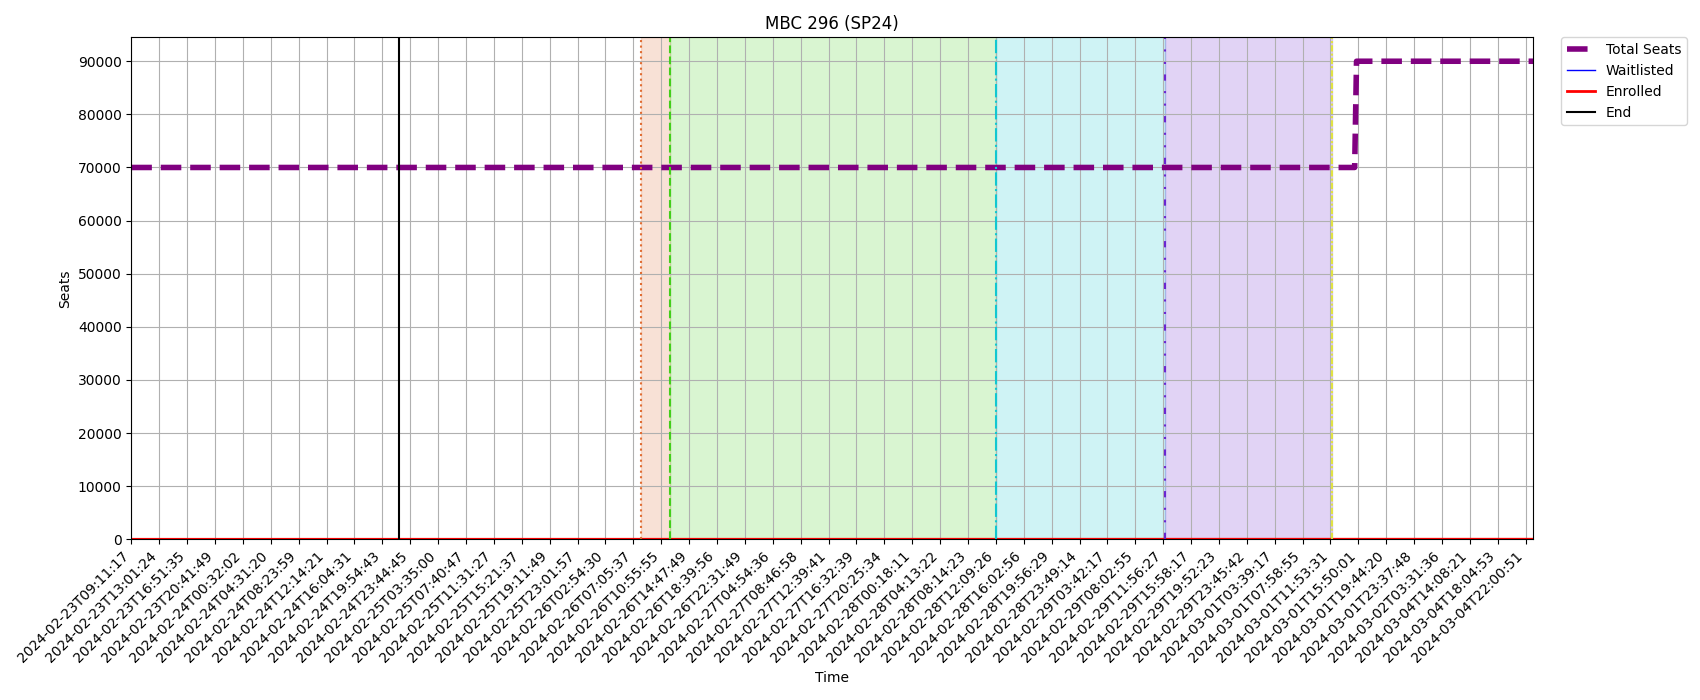 MBC 296 (SP24)
Total Seats
Waitlisted
Enrolled
End
90000
80000
70000
60000
50000
40000
30000
20000
10000
0
Seats
2024-02-23T09:11:17
2024-02-23T13:01:24
2024-02-23T16:51:35
2024-02-23T20:41:49
2024-02-24T00:32:02
2024-02-24T04:31:20
2024-02-24T08:23:59
2024-02-24T12:14:21
2024-02-24T16:04:31
2024-02-24T19:54:43
2024-02-24T23:44:45
2024-02-25T03:35:00
2024-02-25T07:40:47
2024-02-25T11:31:27
2024-02-25T15:21:37
2024-02-25T19:11:49
2024-02-25T23:01:57
2024-02-26T02:54:30
2024-02-26T07:05:37
2024-02-26T10:55:55
2024-02-26T14:47:49
2024-02-26T18:39:56
2024-02-26T22:31:49
2024-02-27T04:54:36
2024-02-27T08:46:58
2024-02-27T12:39:41
2024-02-27T16:32:39
2024-02-27T20:25:34
2024-02-28T00:18:11
2024-02-28T04:13:22
2024-02-28T08:14:23
2024-02-28T12:09:26
2024-02-28T16:02:56
2024-02-28T19:56:29
2024-02-28T23:49:14
2024-02-29T03:42:17
2024-02-29T08:02:55
2024-02-29T11:56:27
2024-02-29T15:58:17
2024-02-29T19:52:23
2024-02-29T23:45:42
2024-03-01T03:39:17
2024-03-01T07:58:55
2024-03-01T11:53:31
2024-03-01T15:50:01
2024-03-01T19:44:20
2024-03-01T23:37:48
2024-03-02T03:31:36
2024-03-04T14:08:21
2024-03-04T18:04:53
2024-03-04T22:00:51
Time